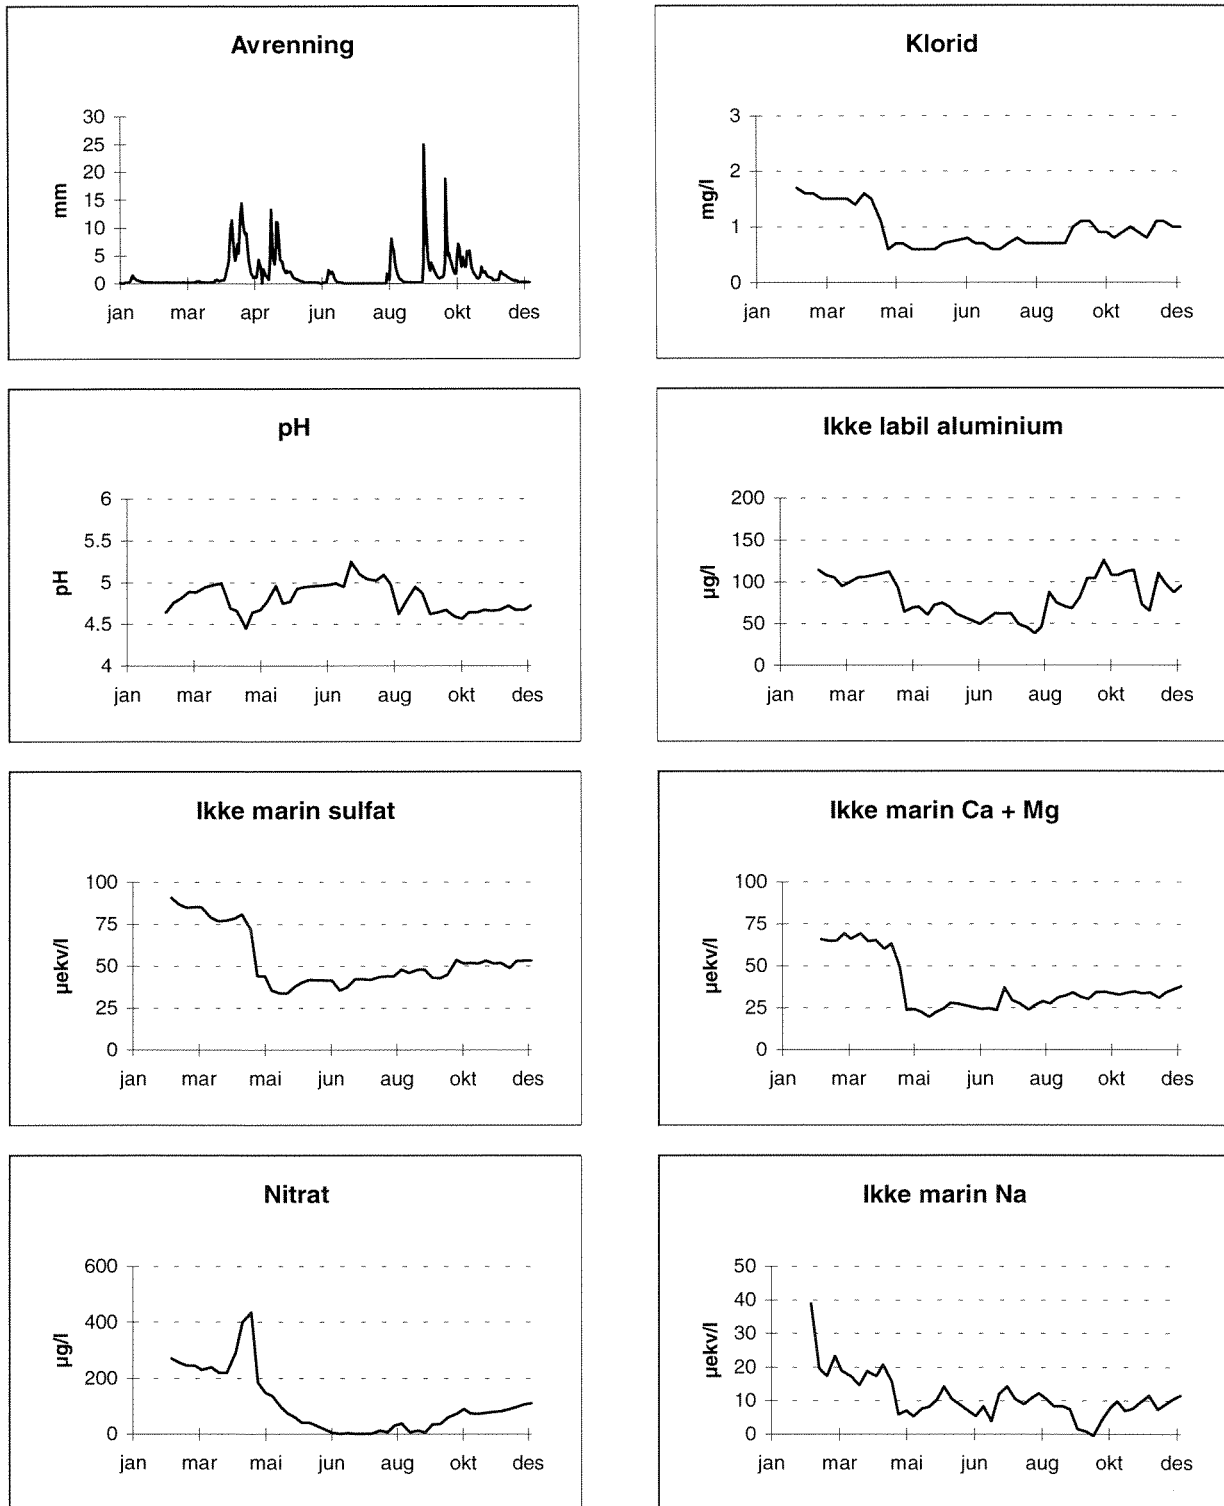 Avrenning
30
25
20
15
10
5
0
mm
jan mar apr jun aug okt des
Klorid
3
2
1
0
mg/l
jan mar mai jun aug okt des
pH
6
5.5
5
4.5
4
pH
jan mar mai jun aug okt des
Ikke labil aluminium
200
150
100
50
0
µg/l
jan mar mai jun aug okt des
Ikke marin sulfat
100
75
50
25
0
µekv/l
jan mar mai jun aug okt des
Ikke marin Ca + Mg
100
75
50
25
0
µekv/l
jan mar mai jun aug okt des
Nitrat
600
400
200
0
µg/l
jan mar mai jun aug okt des
Ikke marin Na
50
40
30
20
10
0
µekv/l
jan mar mai jun aug okt des